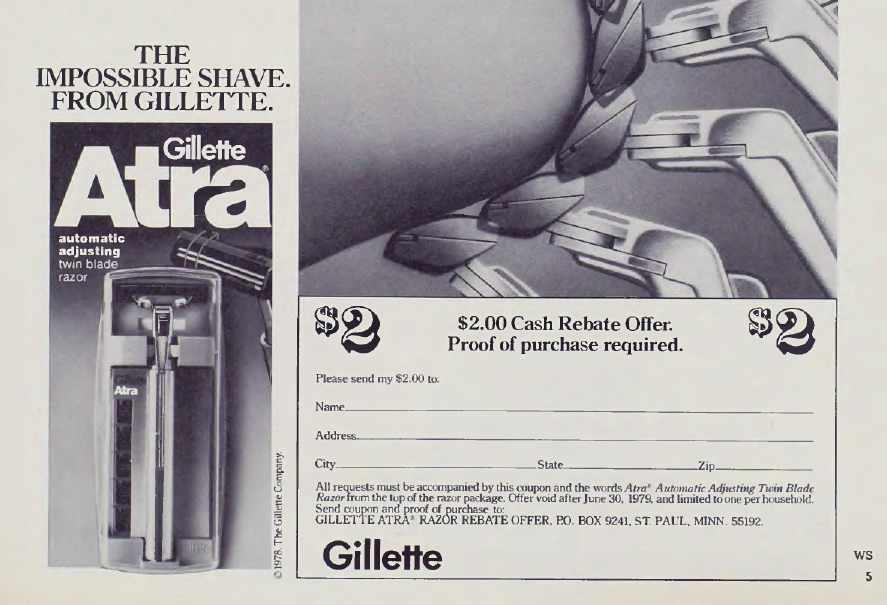 THE
IMPOSSIBLE SHAVE.
FROM GILLETTE.
Gillette
Atra®
automatic
adjusting
twin blade
razor
Atra
© 1978, The Gillette Company.
$2
$2.00 Cash Rebate Offer.
Proof of purchase required.
$2
Please send my $2.00 to:
Name
Address
City State Zip
All requests must be accompanied by this coupon and the words Atra® Automatic Adjusting Twin Blade
Razor from the top of the razor package. Offer void after June 30, 1979, and limited to one per household.
Send coupon and proof of purchase to:
GILLETTE ATRA® RAZOR REBATE OFFER, P.O. BOX 9241, ST. PAUL, MINN. 55192.
Gillette
WS
5